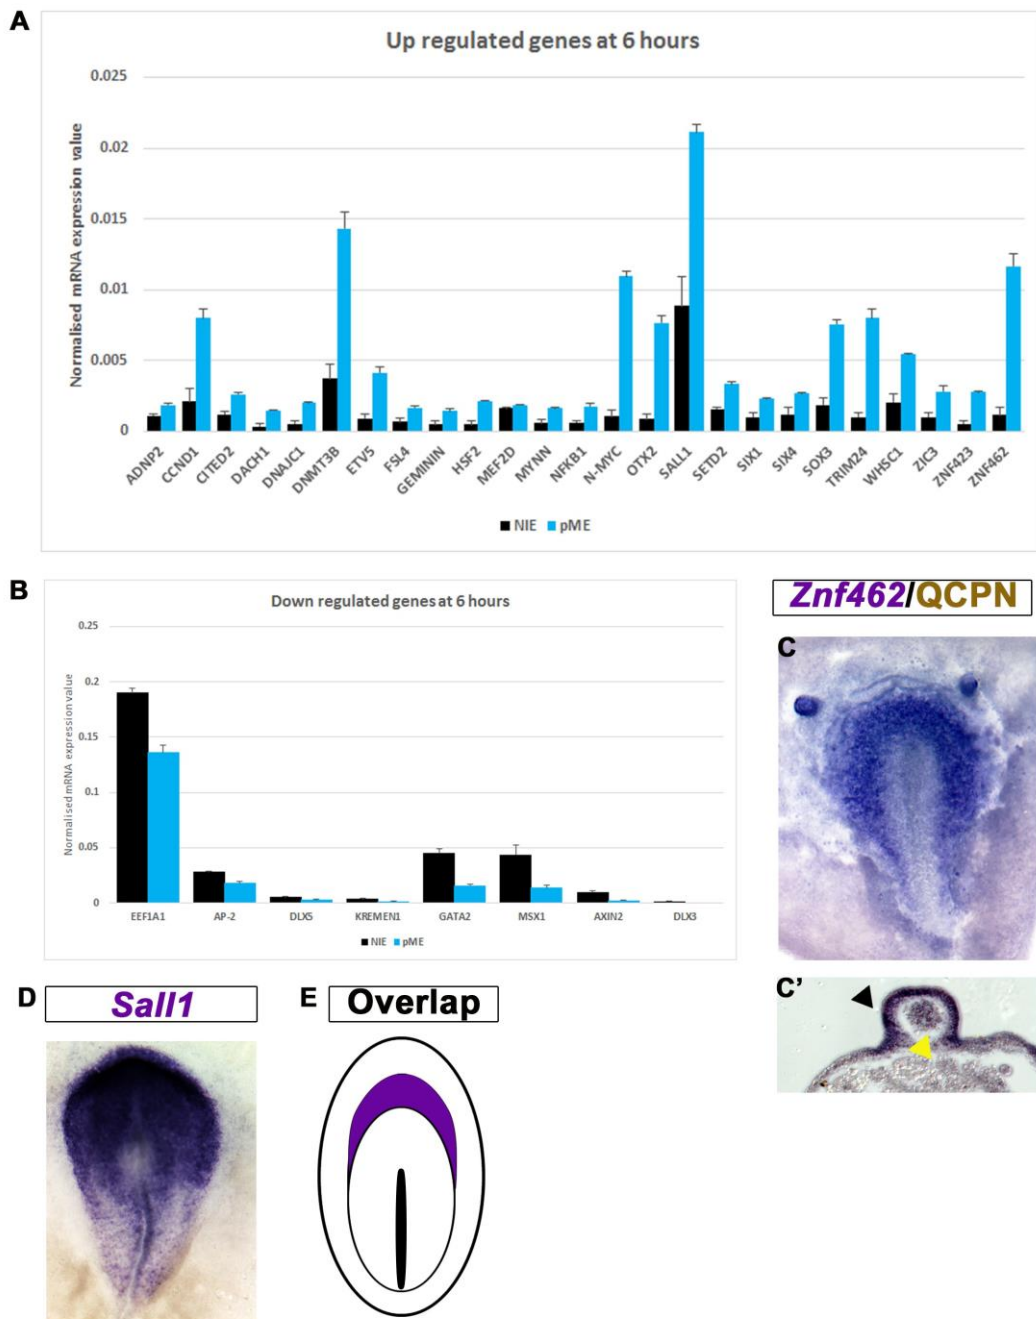 A
Up regulated genes at 6 hours
Normalised mRNA expression value
0.025
0.02
0.015
0.01
0.005
0
ADNP2
CCND1
CITED2
DACH1
DNAJC1
DNMT3B
ETV5
FSL4
GEMININ
HSF2
MEF2D
MYNN
NFKB1
N-MYC
OTX2
SALL1
SETD2
SIX1
SIX4
SOX3
TRIM24
WHSC1
ZIC3
ZNF423
ZNF462
NIE pME
B
Down regulated genes at 6 hours
Normalised mRNA expression value
0.25
0.2
0.15
0.1
0.05
0
EEF1A1 AP-2 DLX5 KREMEN1 GATA2 MSX1 AXIN2 DLX3
NIE pME
Znf462/QCPN
C
C'
D
Sall1
E
Overlap